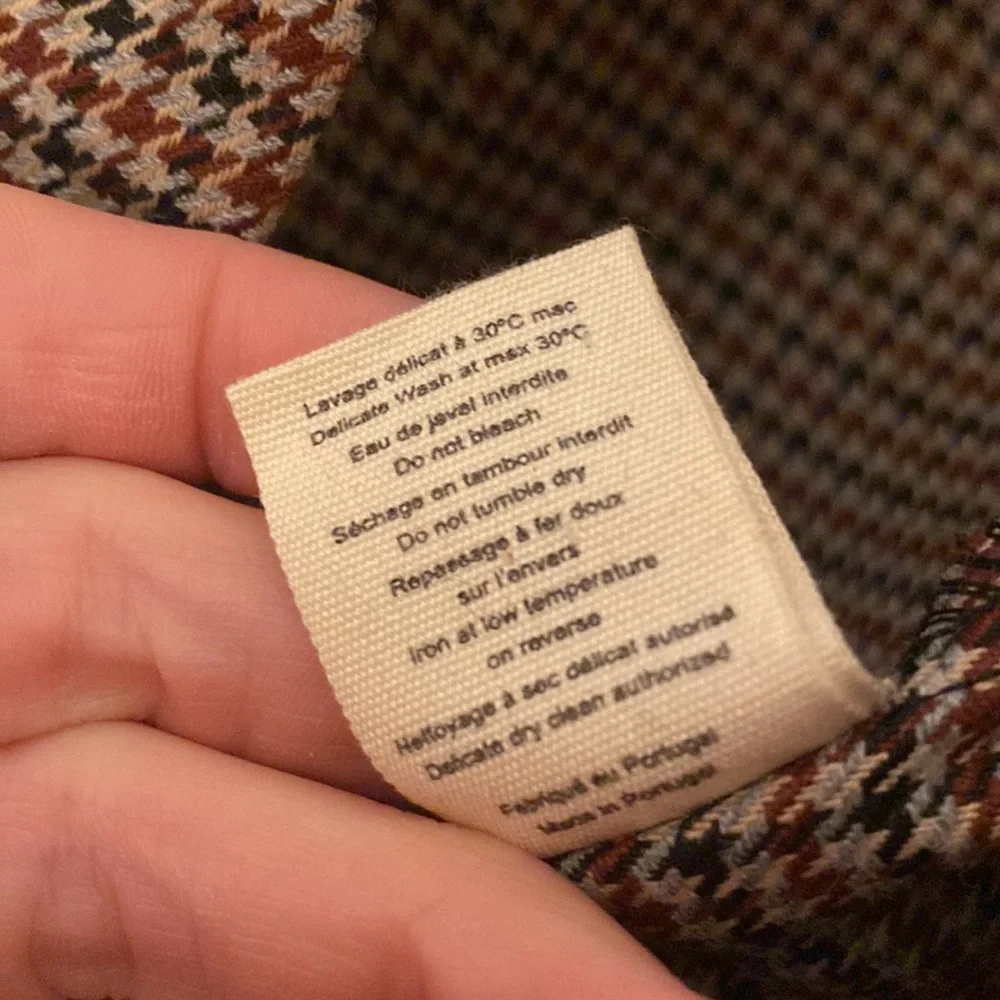 Lavage délicat à 30°C mac
Delicate Wash at max 30°C
Eau de javel interdite
Do not bleach
Séchage en tambour interdit
Do not tumble dry
Repassage à fer doux
sur l'envers
Iron at low temperature
on reverse
Nettoyage à sec délicat autorisé
Delicate dry clean authorized
Fabriqué au Portugal
Made in Portugal